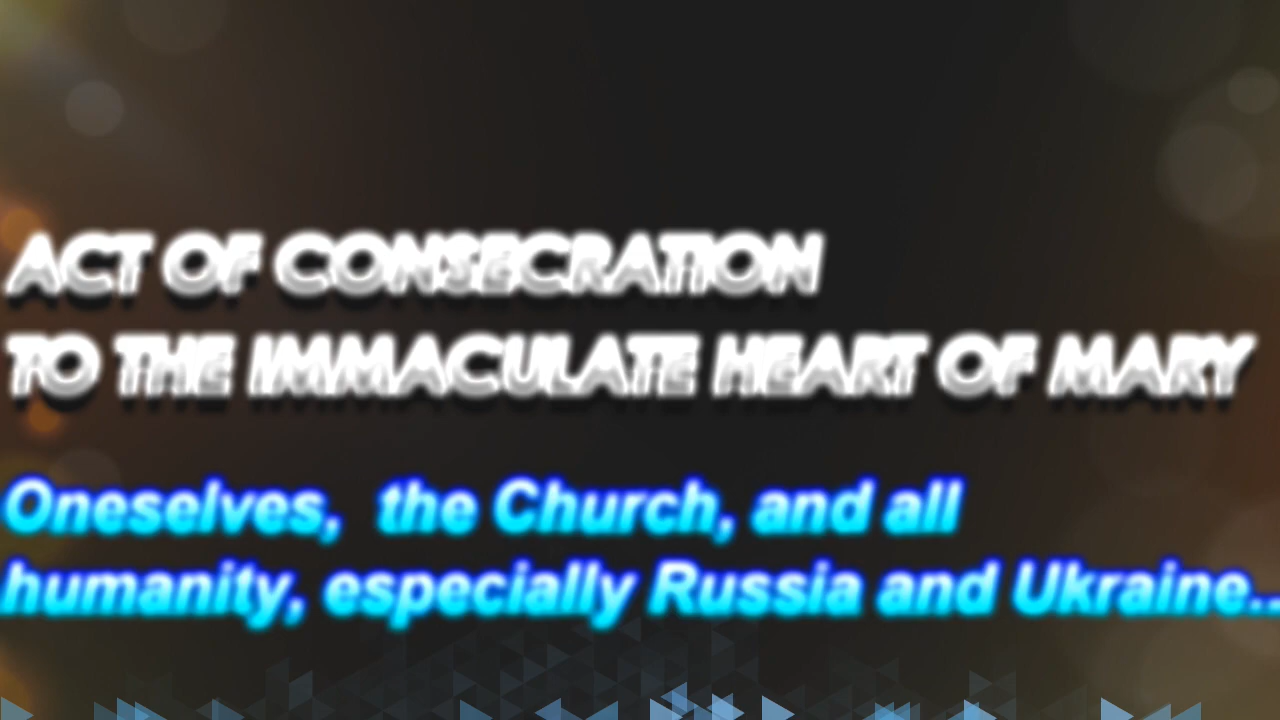 ACT OF CONSECRATION
TO THE IMMACULATE HEART OF MARY
Oneselves, the Church, and all
humanity, especially Russia and Ukraine..